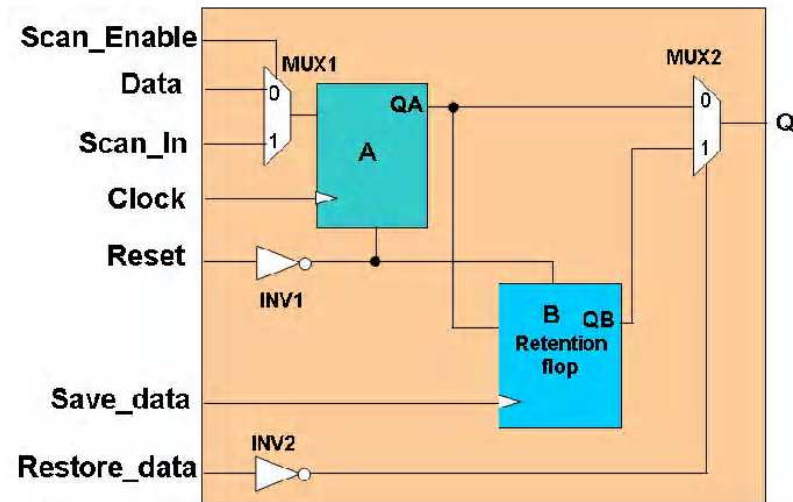 Scan_Enable
MUX1
MUX2
Data
0
QA
0
Q
Scan_In
1
A
1
Clock
Reset
INV1
B
QB
Retention
flop
Save_data
INV2
Restore_data